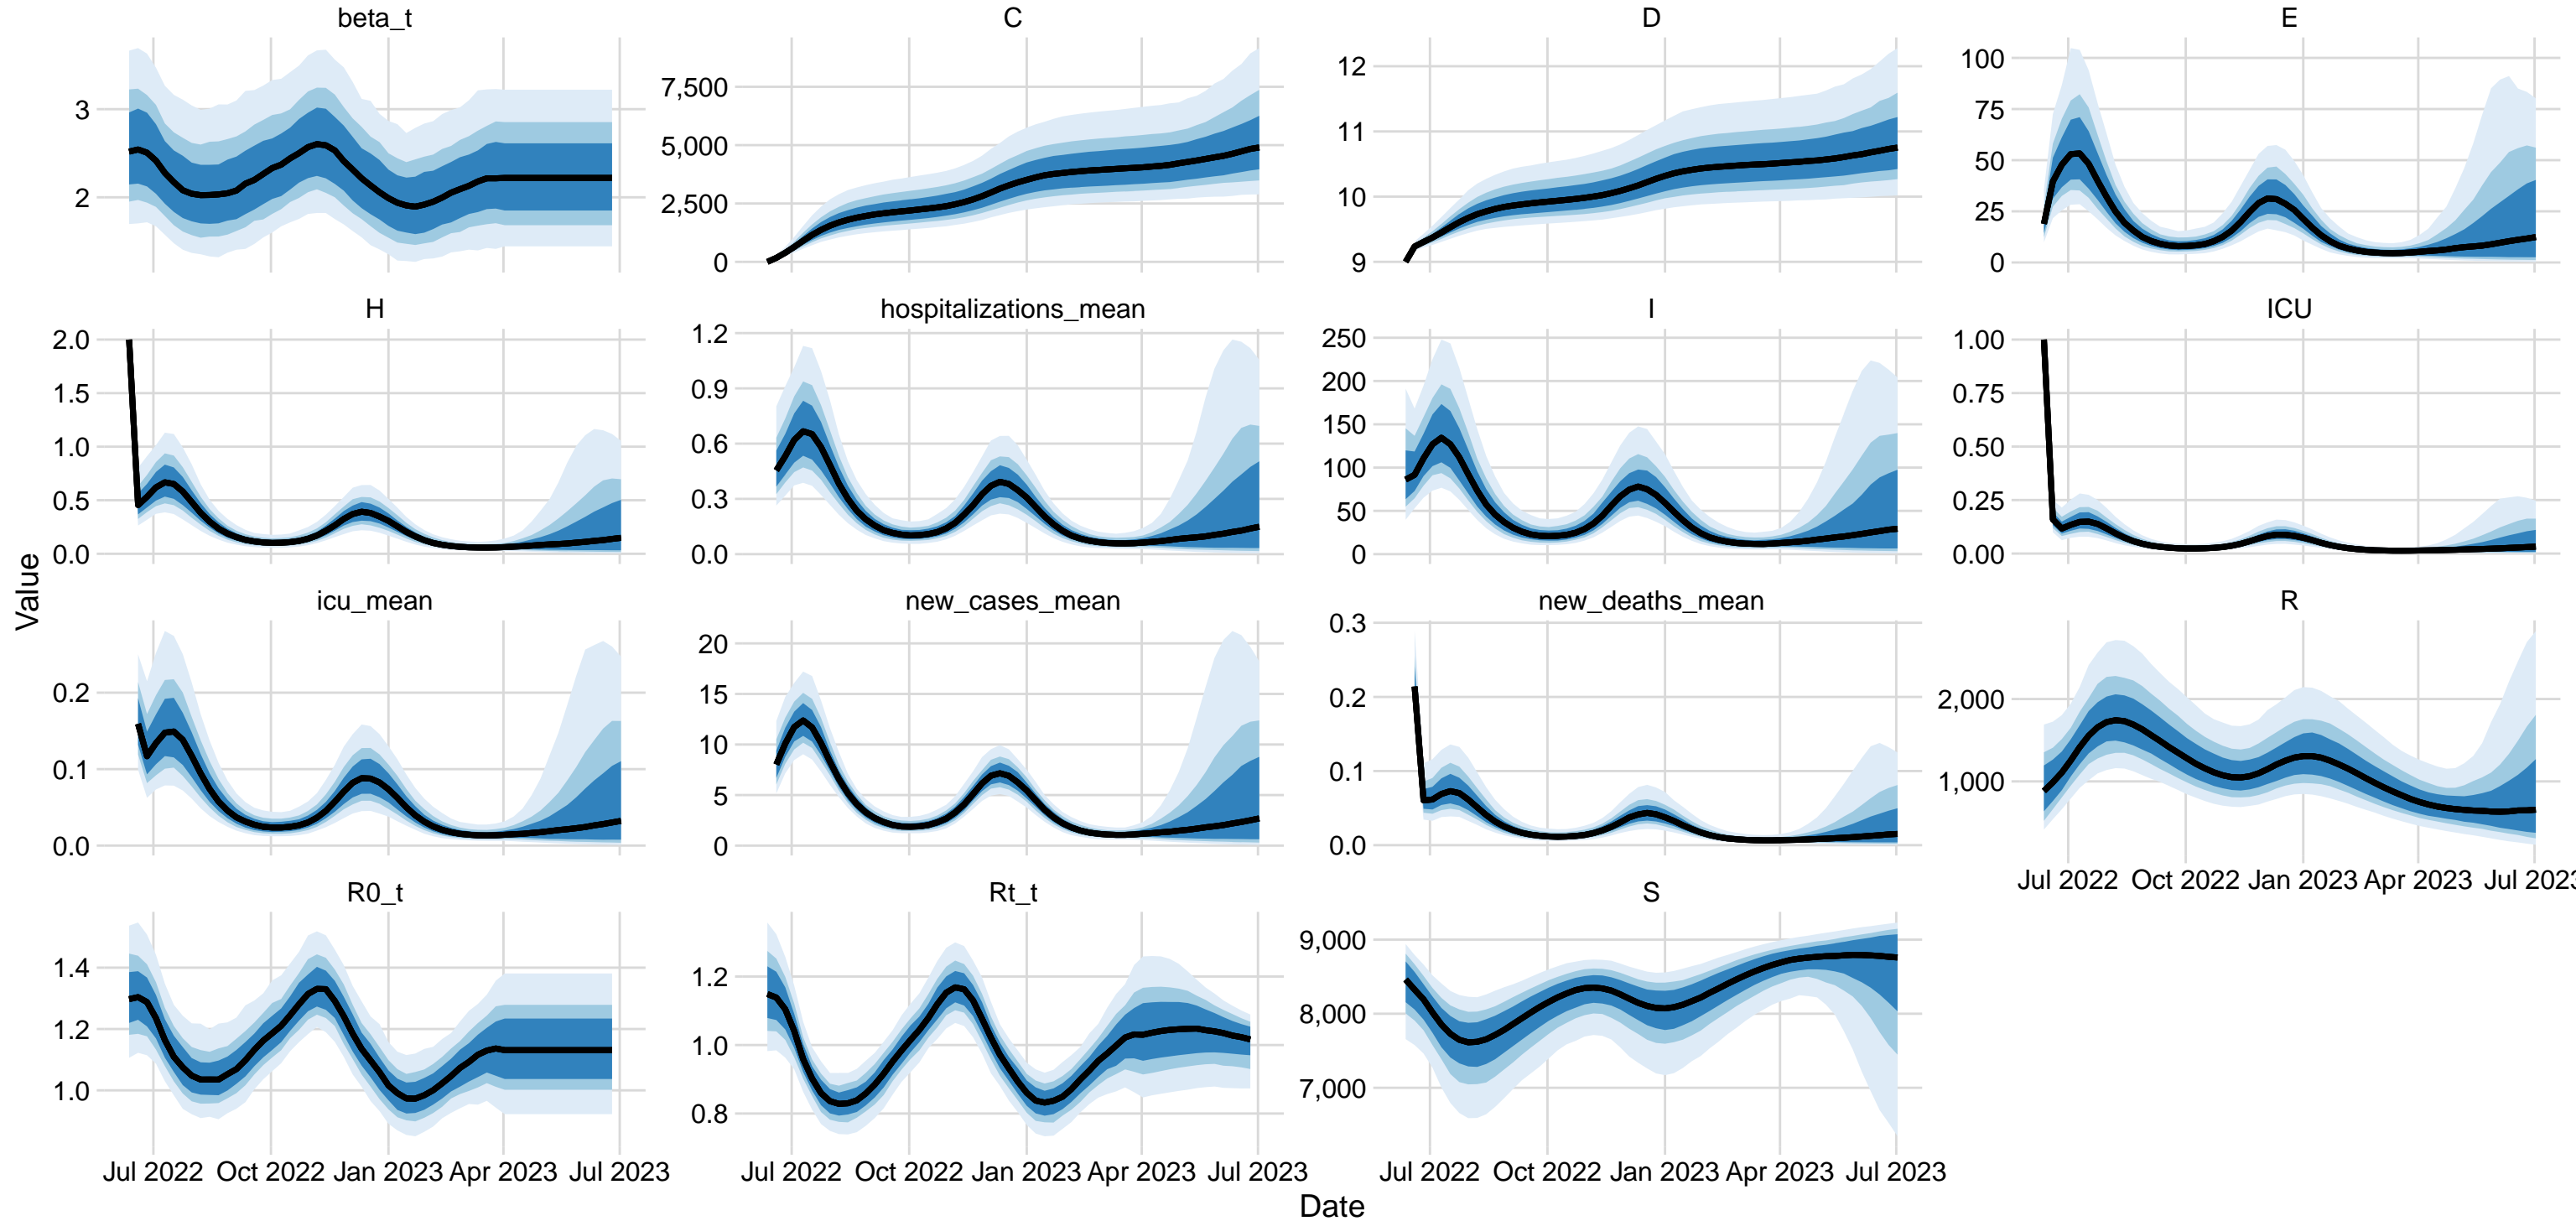 beta_t
C
D
E
3
2
7,500
5,000
2,500
0
12
11
10
9
100
75
50
25
0
H
hospitalizations_mean
I
ICU
2.0
1.5
1.0
0.5
0.0
1.2
0.9
0.6
0.3
0.0
250
200
150
100
50
0
1.00
0.75
0.50
0.25
0.00
Value
icu_mean
new_cases_mean
new_deaths_mean
R
0.2
0.1
0.0
20
15
10
5
0
0.3
0.2
0.1
0.0
2,000
1,000
Jul 2022 Oct 2022 Jan 2023 Apr 2023 Jul 2023
R0_t
Rt_t
S
1.4
1.2
1.0
1.2
1.0
0.8
9,000
8,000
7,000
Jul 2022 Oct 2022 Jan 2023 Apr 2023 Jul 2023
Jul 2022 Oct 2022 Jan 2023 Apr 2023 Jul 2023
Jul 2022 Oct 2022 Jan 2023 Apr 2023 Jul 2023
Date